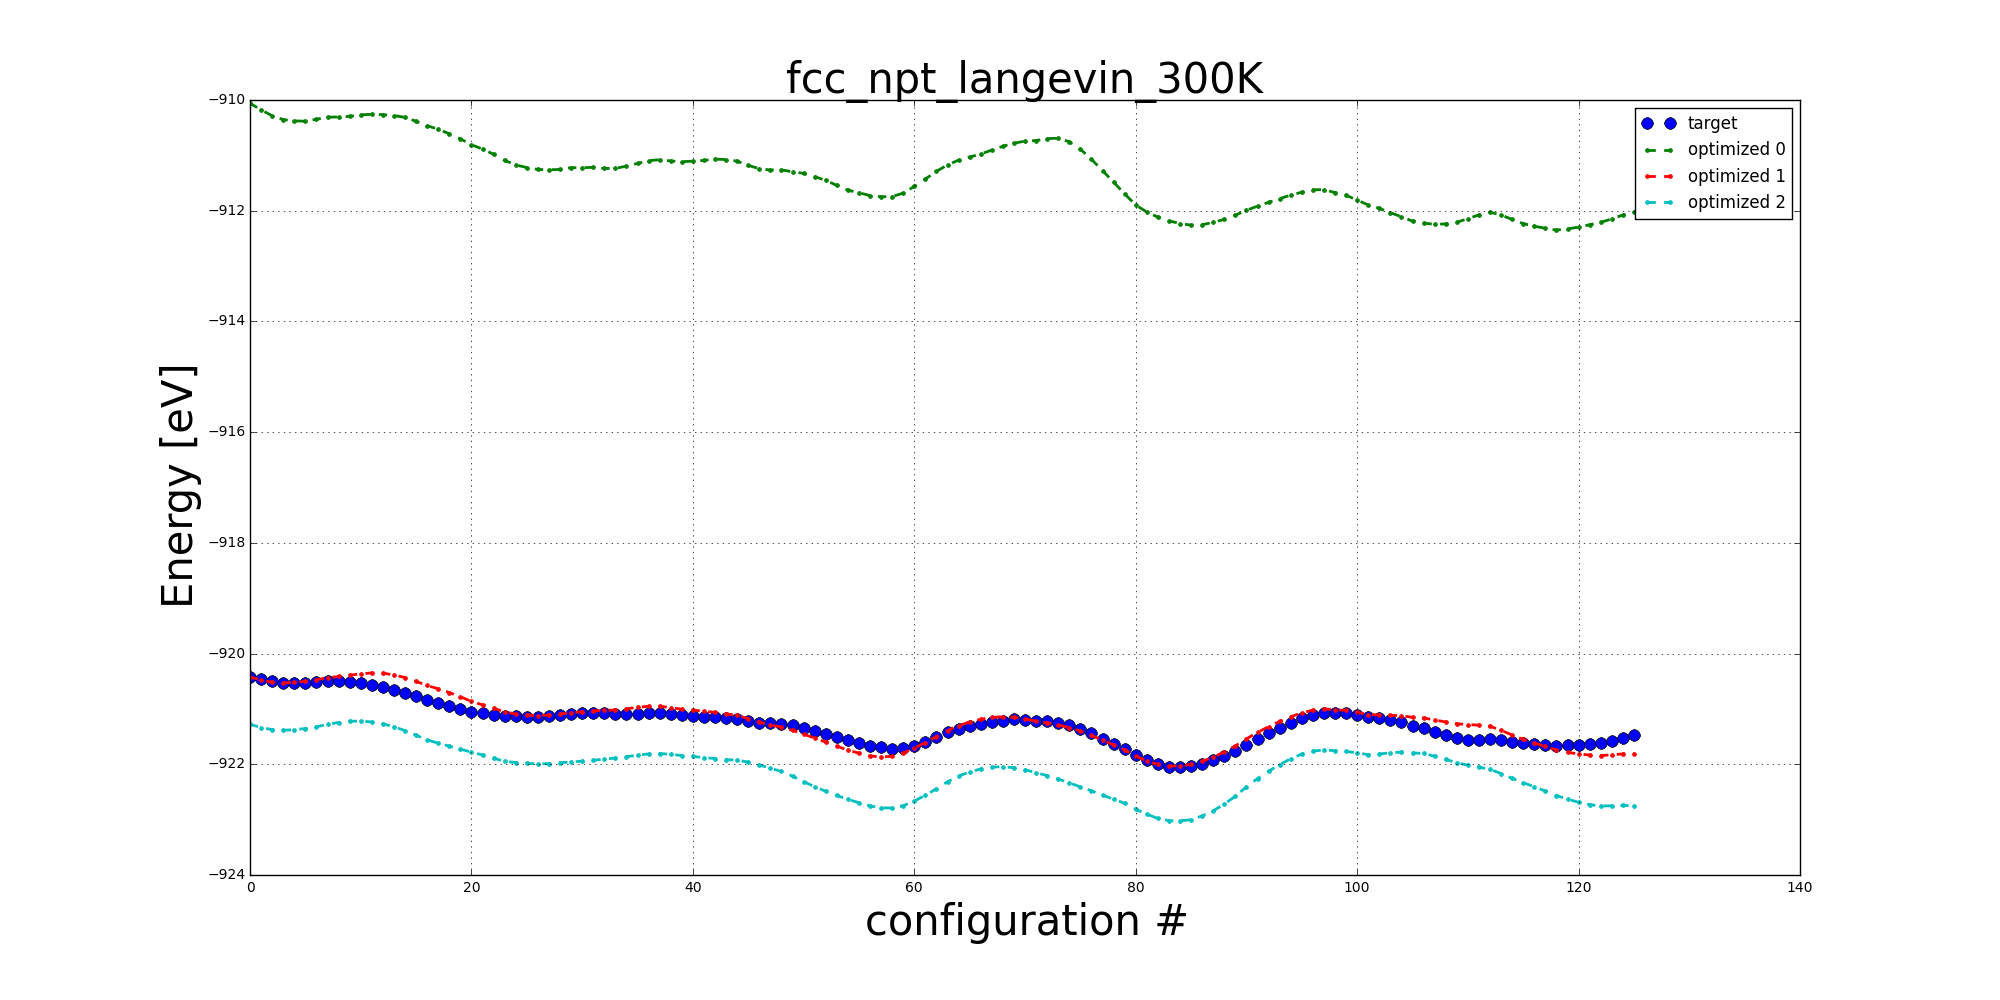 fcc_npt_langevin_300K
Energy [eV]
−910
−912
−914
−916
−918
−920
−922
−924
target
optimized 0
optimized 1
optimized 2
0 20 40 60 80 100 120 140
configuration #